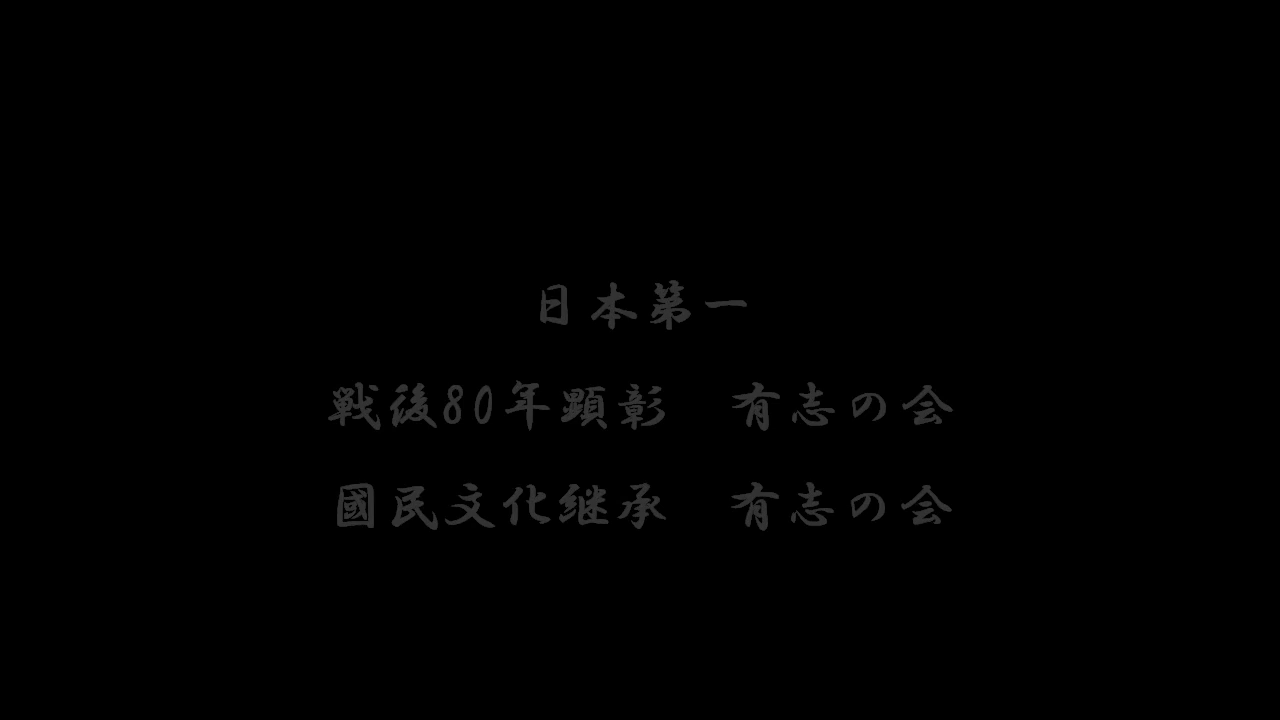 日本第一
戦後80年顕彰　有志の会
國民文化継承　有志の会